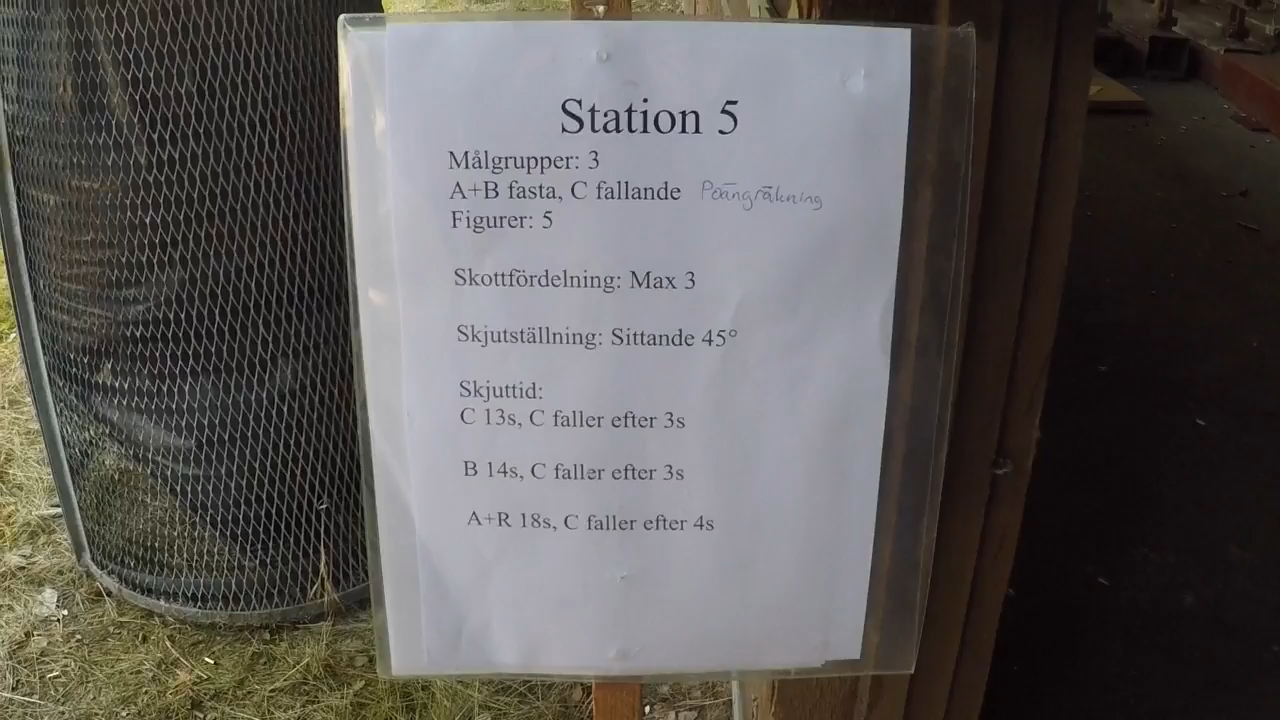 Station 5
Målgrupper: 3
A+B fasta, C fallande Poängräkning
Figurer: 5
Skottfördelning: Max 3
Skjutställning: Sittande 45°
Skjuttid:
C 13s, C faller efter 3s
B 14s, C faller efter 3s
A+R 18s, C faller efter 4s